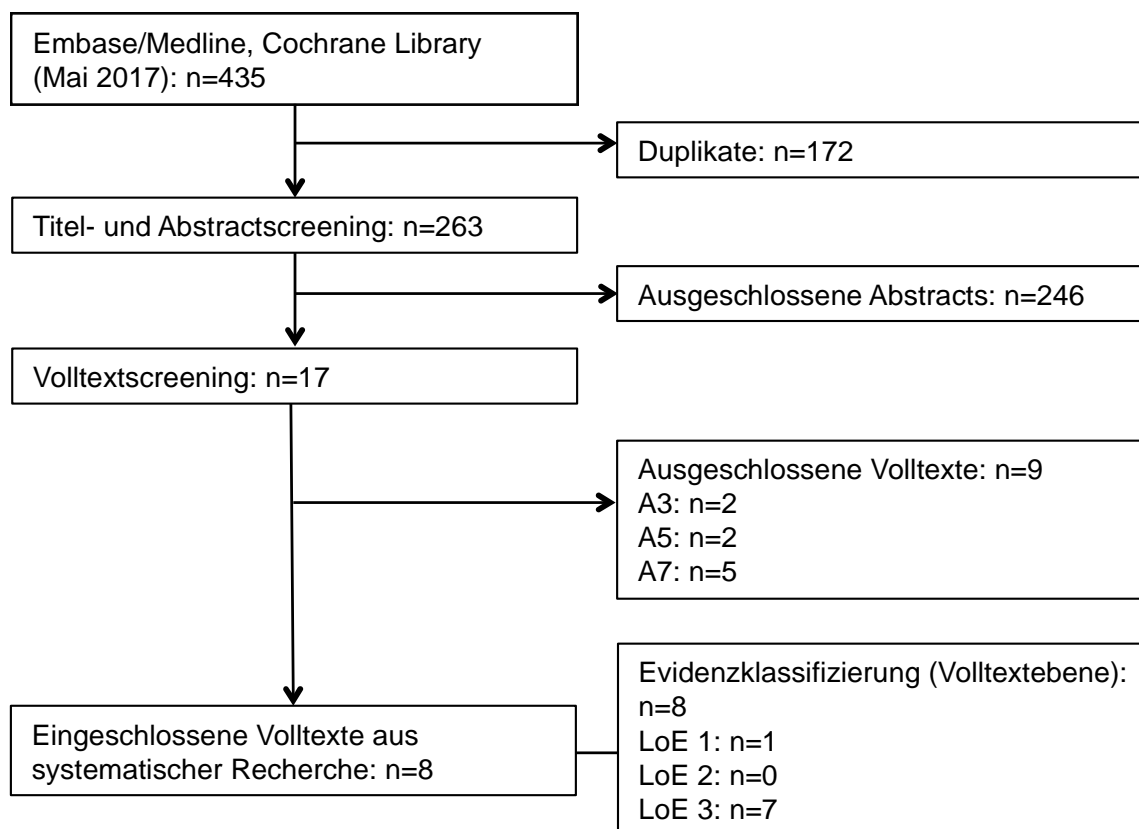 Embase/Medline, Cochrane Library
(Mai 2017): n=435
Duplikate: n=172
Titel- und Abstractscreening: n=263
Ausgeschlossene Abstracts: n=246
Volltextscreening: n=17
Ausgeschlossene Volltexte: n=9
A3: n=2
A5: n=2
A7: n=5
Eingeschlossene Volltexte aus
systematischer Recherche: n=8
Evidenzklassifizierung (Volltextebene):
n=8
LoE 1: n=1
LoE 2: n=0
LoE 3: n=7